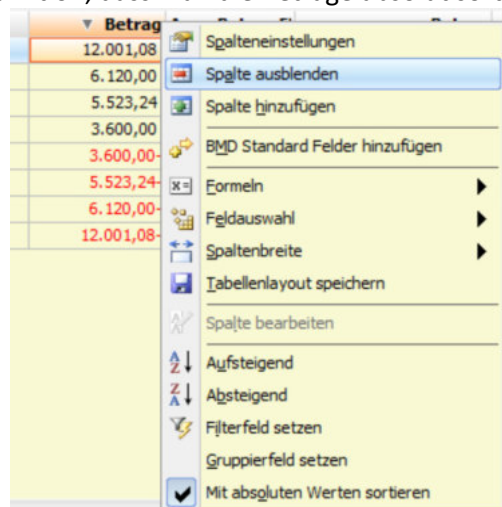 Betrag
12.001,08
6.120,00
5.523,24
3.600,00
3.600,00-
5.523,24-
6.120,00-
12.001,08-
Spalteneinstellungen
Spalte ausblenden
Spalte hinzufügen
BMD Standard Felder hinzufügen
Formeln
Feldauswahl
Spaltenbreite
Tabellenlayout speichern
Spalte bearbeiten
Aufsteigend
Absteigend
Filterfeld setzen
Gruppierfeld setzen
Mit absoluten Werten sortieren